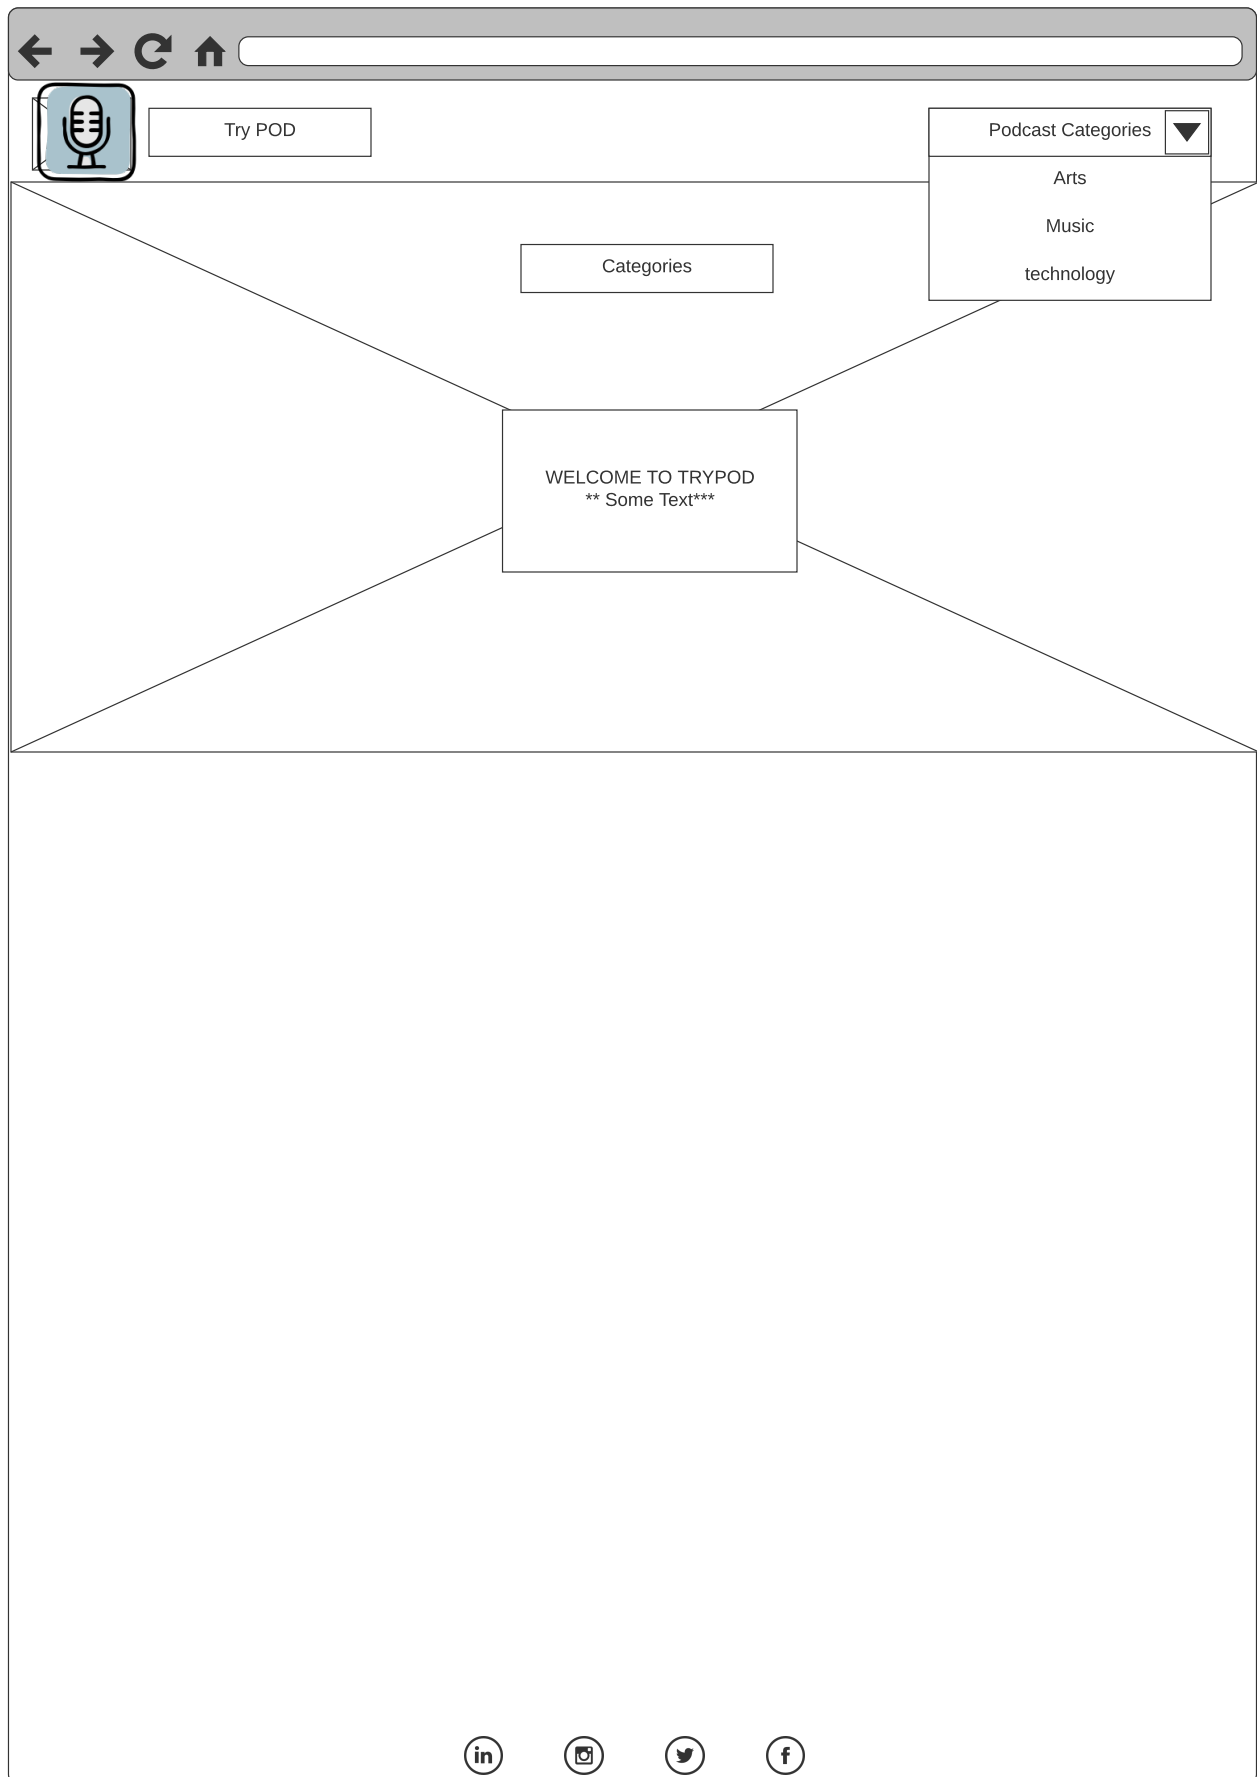 Try POD
Podcast Categories
Arts
Music
technology
Categories
WELCOME TO TRYPOD
** Some Text***